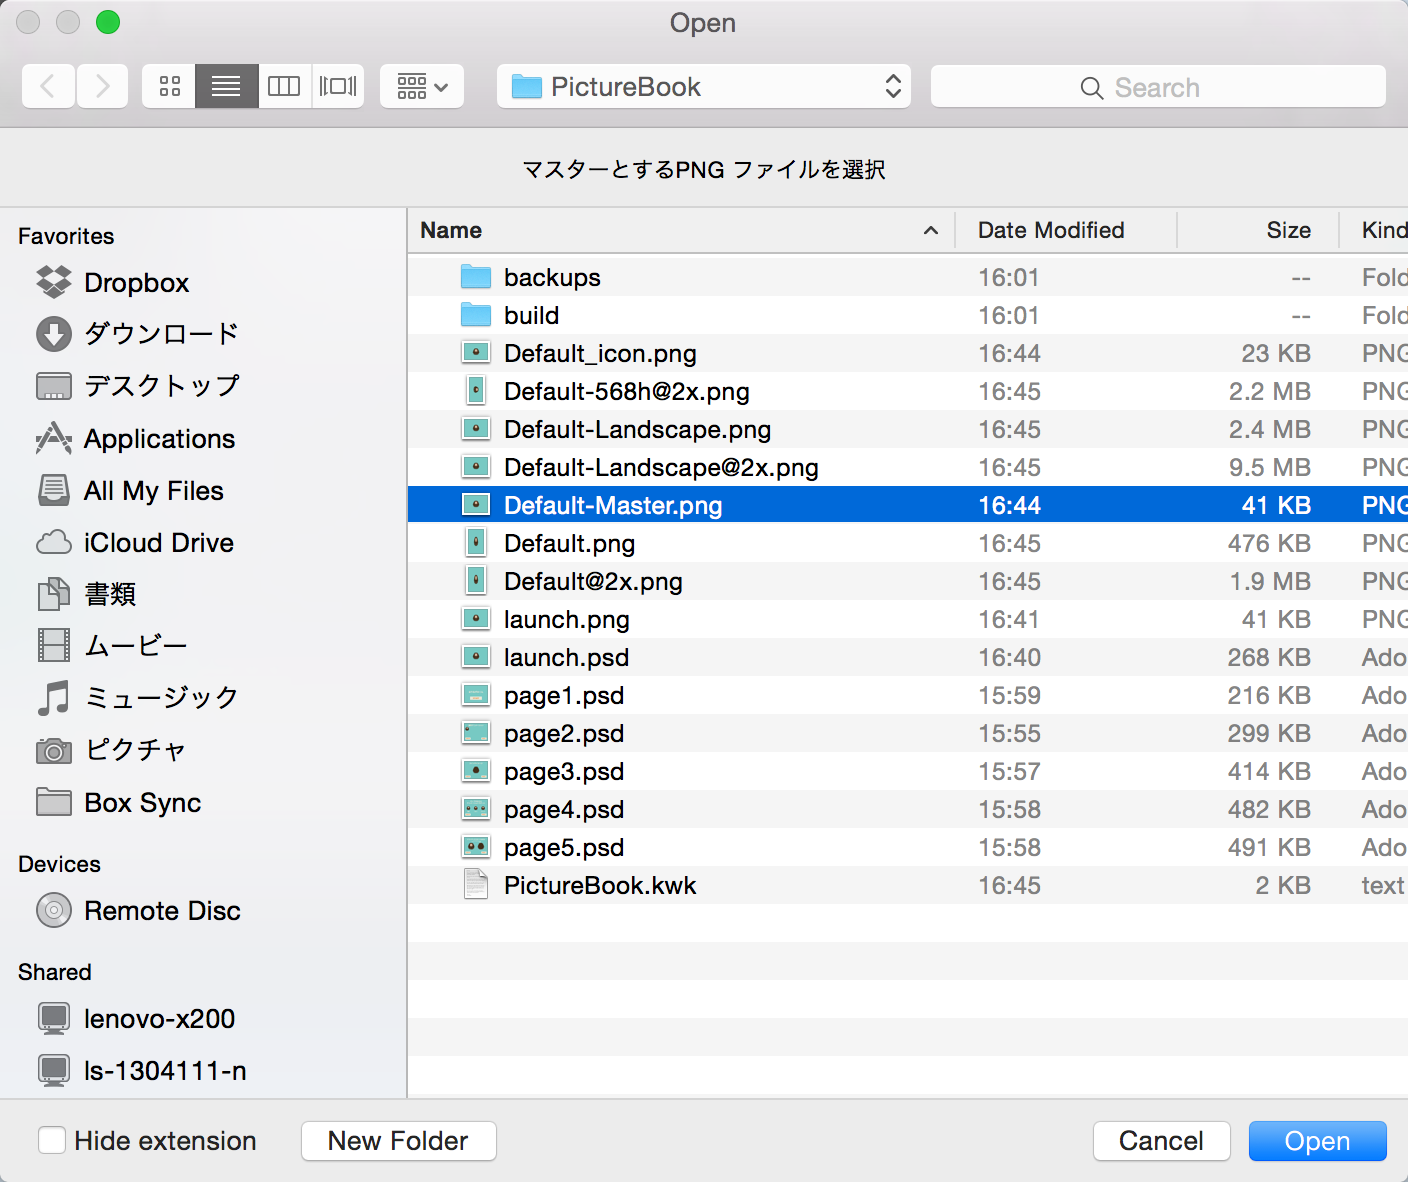 Open
PictureBook
Search
マスターとするPNG ファイルを選択
Favorites
Dropbox
ダウンロード
デスクトップ
Applications
All My Files
iCloud Drive
書類
ムービー
ミュージック
ピクチャ
Box Sync
Devices
Remote Disc
Shared
lenovo-x200
ls-1304111-n
Name Date Modified Size Kind
backups 16:01 -- Fold
build 16:01 -- Fold
Default_icon.png 16:44 23 KB PNG
Default-568h@2x.png 16:45 2.2 MB PNG
Default-Landscape.png 16:45 2.4 MB PNG
Default-Landscape@2x.png 16:45 9.5 MB PNG
Default-Master.png 16:44 41 KB PNG
Default.png 16:45 476 KB PNG
Default@2x.png 16:45 1.9 MB PNG
launch.png 16:41 41 KB PNG
launch.psd 16:40 268 KB Ado
page1.psd 15:59 216 KB Ado
page2.psd 15:55 299 KB Ado
page3.psd 15:57 414 KB Ado
page4.psd 15:58 482 KB Ado
page5.psd 15:58 491 KB Ado
PictureBook.kwk 16:45 2 KB text
Hide extension New Folder Cancel Open